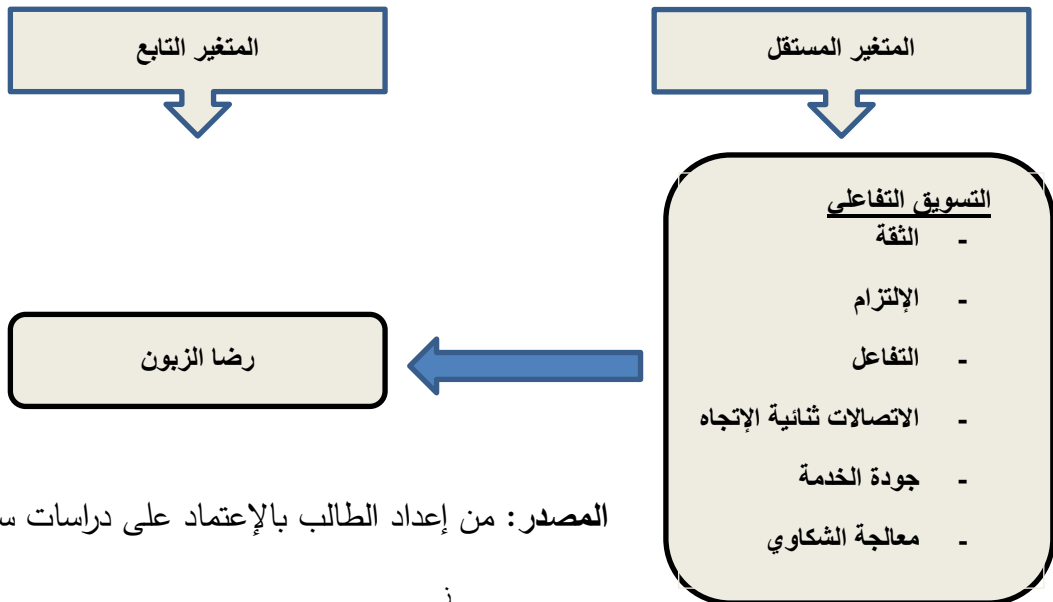 المتغير المستقل
المتغير التابع
التسويق التفاعلي
- الثقة
- الإلتزام
- التفاعل
- الاتصالات ثنائية الإتجاه
- جودة الخدمة
- معالجة الشكاوي
رضا الزبون
المصدر: من إعداد الطالب بالإعتماد على دراسات